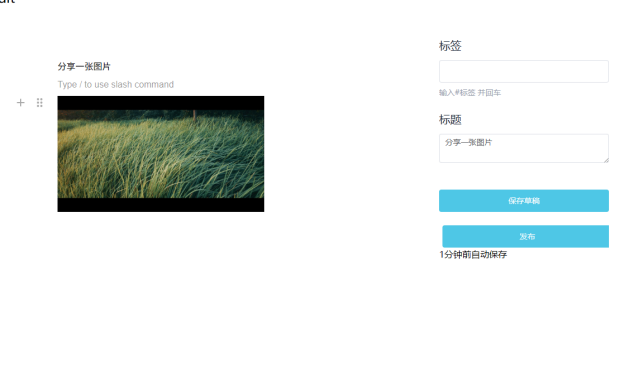 分享一张图片
Type / to use slash command
标签
输入#标签 并回车
标题
分享一张图片
保存草稿
发布
1分钟前自动保存